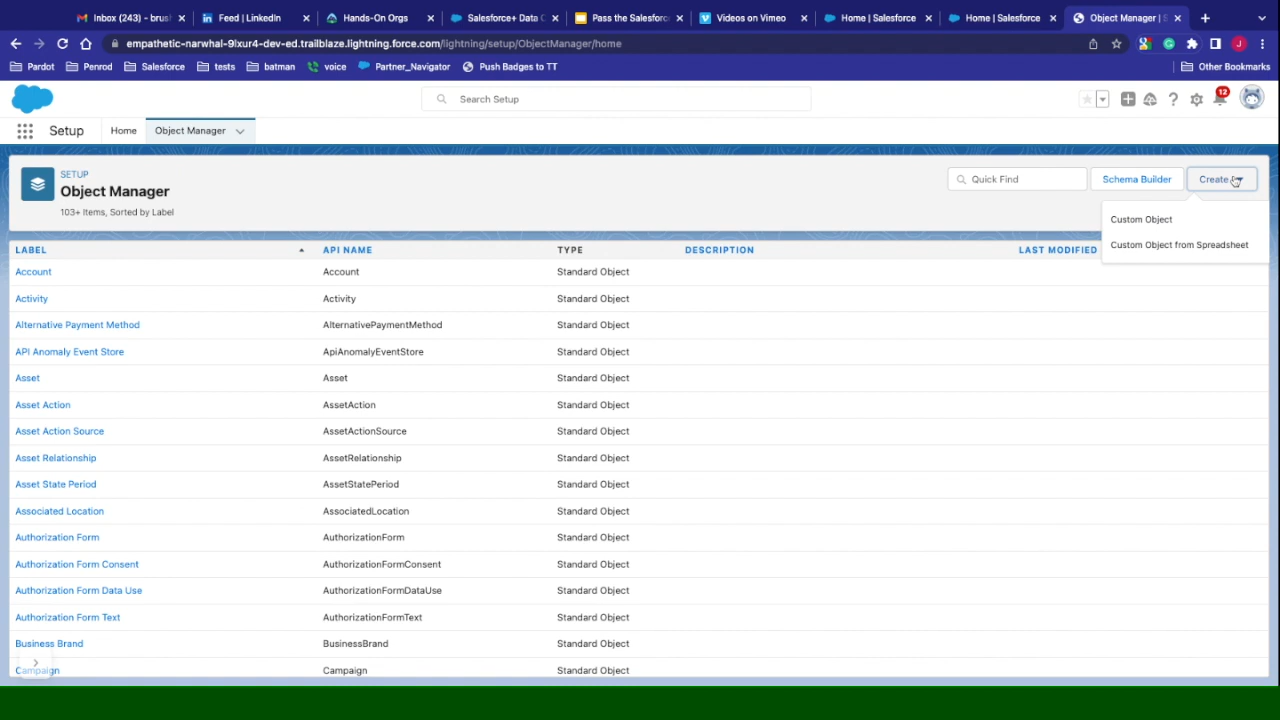 Inbox (243) - brus
Feed | LinkedIn
Hands-On Orgs
Salesforce+ Data C
Pass the Salesforc
Videos on Vimeo
Home | Salesforce
Home | Salesforce
Object Manager | S
empathetic-narwhal-9lxur4-dev-ed.trailblaze.lightning.force.com/lightning/setup/ObjectManager/home
J
Pardot
Penrod
Salesforce
tests
batman
voice
Partner_Navigator
Push Badges to TT
Other Bookmarks
Search Setup
12
Setup
Home
Object Manager
SETUP
Object Manager
103+ Items, Sorted by Label
Quick Find
Schema Builder
Create
Custom Object
Custom Object from Spreadsheet
LABEL API NAME TYPE DESCRIPTION LAST MODIFIED
Account Account Standard Object
Activity Activity Standard Object
Alternative Payment Method AlternativePaymentMethod Standard Object
API Anomaly Event Store ApiAnomalyEventStore Standard Object
Asset Asset Standard Object
Asset Action AssetAction Standard Object
Asset Action Source AssetActionSource Standard Object
Asset Relationship AssetRelationship Standard Object
Asset State Period AssetStatePeriod Standard Object
Associated Location AssociatedLocation Standard Object
Authorization Form AuthorizationForm Standard Object
Authorization Form Consent AuthorizationFormConsent Standard Object
Authorization Form Data Use AuthorizationFormDataUse Standard Object
Authorization Form Text AuthorizationFormText Standard Object
Business Brand BusinessBrand Standard Object
Campaign Campaign Standard Object